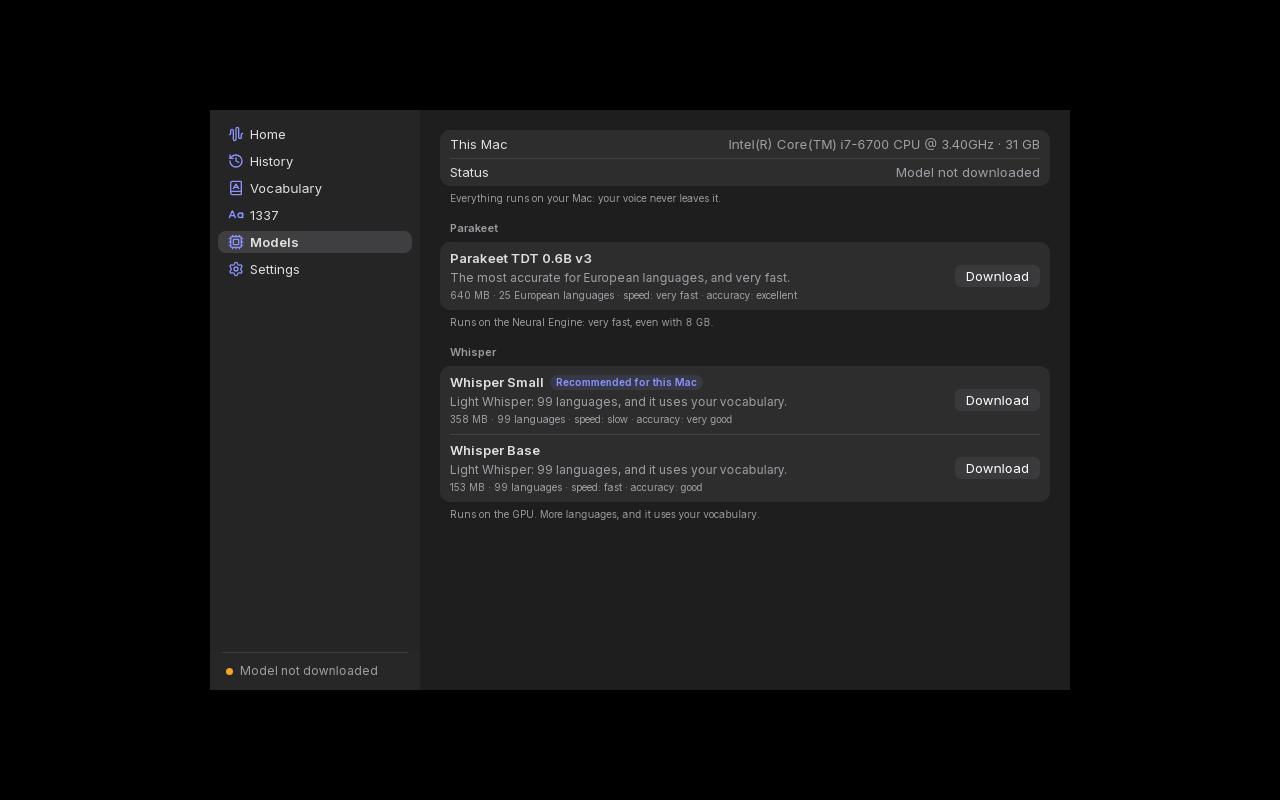 Home
History
Vocabulary
Aa 1337
Models
Settings
Model not downloaded
This Mac Intel(R) Core(TM) i7-6700 CPU @ 3.40GHz · 31 GB
Status Model not downloaded
Everything runs on your Mac: your voice never leaves it.
Parakeet
Parakeet TDT 0.6B v3
The most accurate for European languages, and very fast.
640 MB · 25 European languages · speed: very fast · accuracy: excellent
Download
Runs on the Neural Engine: very fast, even with 8 GB.
Whisper
Whisper Small Recommended for this Mac
Light Whisper: 99 languages, and it uses your vocabulary.
358 MB · 99 languages · speed: slow · accuracy: very good
Download
Whisper Base
Light Whisper: 99 languages, and it uses your vocabulary.
153 MB · 99 languages · speed: fast · accuracy: good
Download
Runs on the GPU. More languages, and it uses your vocabulary.